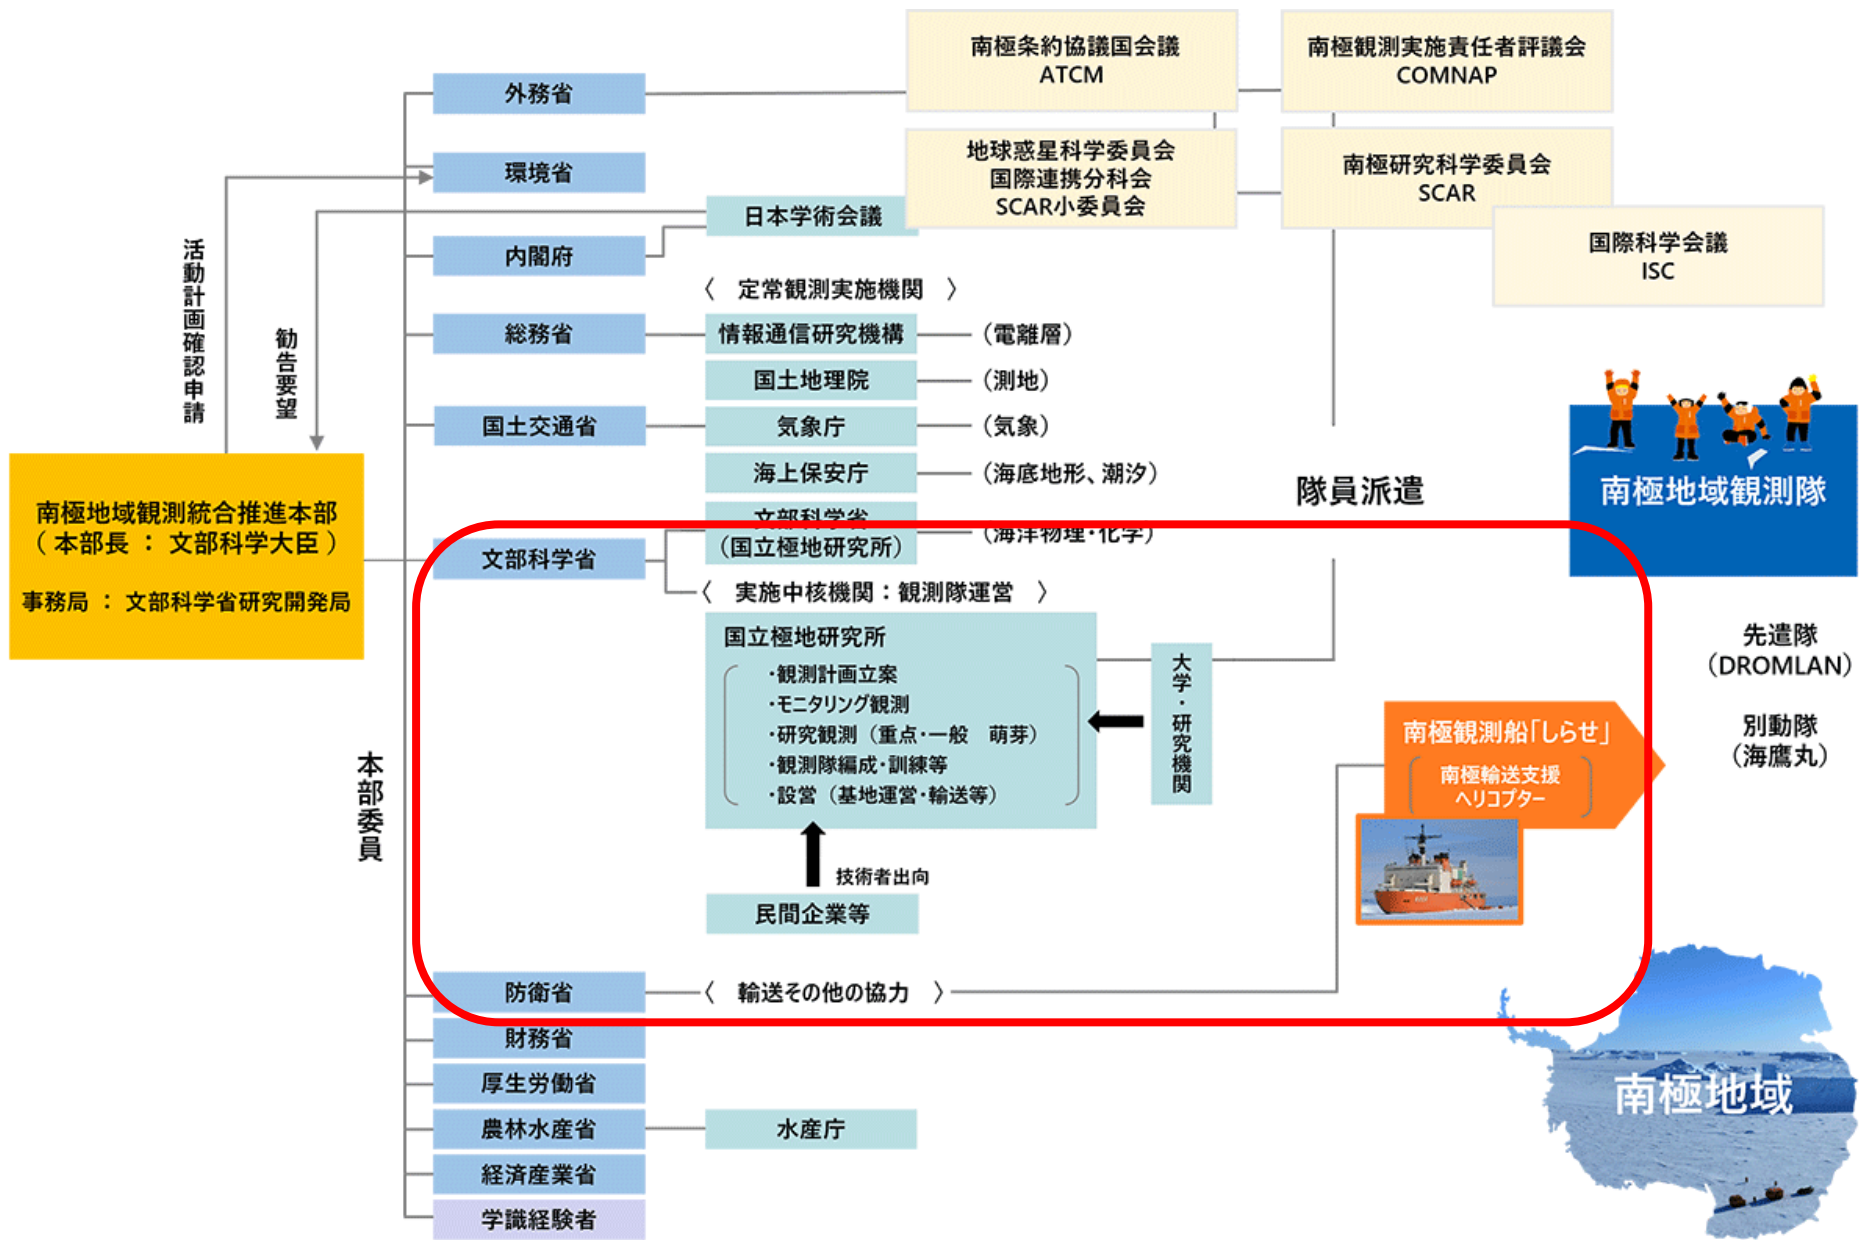 外務省
環境省
内閣府
総務省
国土交通省
文部科学省
防衛省
財務省
厚生労働省
農林水産省
経済産業省
学識経験者
本部委員
活動計画確認申請
勧告要望
南極地域観測統合推進本部
（ 本部長 ： 文部科学大臣 ）
事務局 ： 文部科学省研究開発局
南極条約協議国会議
ATCM
南極観測実施責任者評議会
COMNAP
地球惑星科学委員会
国際連携分科会
SCAR小委員会
南極研究科学委員会
SCAR
国際科学会議
ISC
日本学術会議
〈 定常観測実施機関 〉
情報通信研究機構
（電離層）
国土地理院
（測地）
気象庁
（気象）
海上保安庁
（海底地形、潮汐）
文部科学省
（国立極地研究所）
（海洋物理・化学）
〈 実施中核機関：観測隊運営 〉
国立極地研究所
・観測計画立案
・モニタリング観測
・研究観測（重点・一般　萌芽）
・観測隊編成・訓練等
・設営（基地運営・輸送等）
大学・研究機関
技術者出向
民間企業等
〈 輸送その他の協力 〉
水産庁
隊員派遣
南極地域観測隊
先遣隊
（DROMLAN）
別動隊
（海鷹丸）
南極観測船「しらせ」
南極輸送支援
ヘリコプター
南極地域